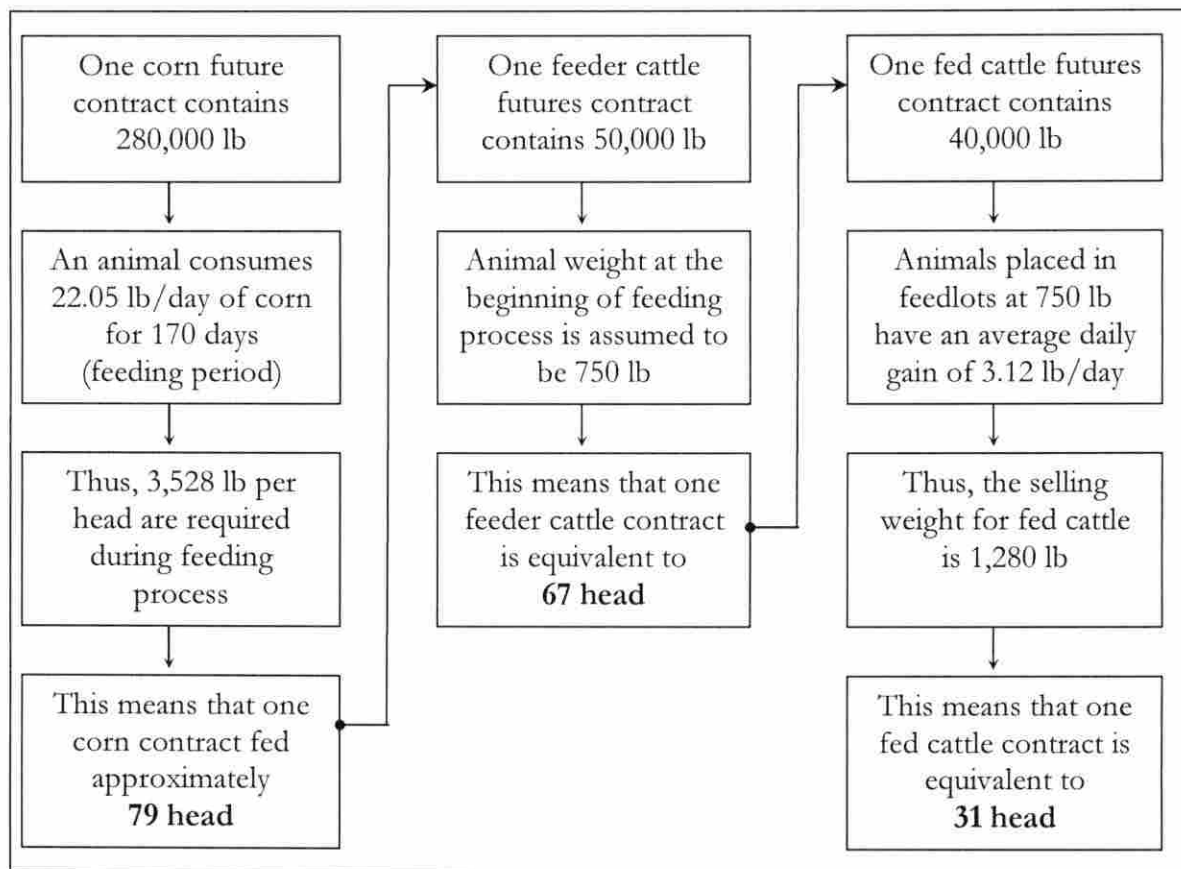 One corn future
contract contains
280,000 lb
An animal consumes
22.05 lb/day of corn
for 170 days
(feeding period)
Thus, 3,528 lb per
head are required
during feeding
process
This means that one
corn contract fed
approximately
79 head
One feeder cattle
futures contract
contains 50,000 lb
Animal weight at the
beginning of feeding
process is assumed to
be 750 lb
This means that one
feeder cattle contract
is equivalent to
67 head
One fed cattle futures
contract contains
40,000 lb
Animals placed in
feedlots at 750 lb
have an average daily
gain of 3.12 lb/day
Thus, the selling
weight for fed cattle
is 1,280 lb
This means that one
fed cattle contract is
equivalent to
31 head